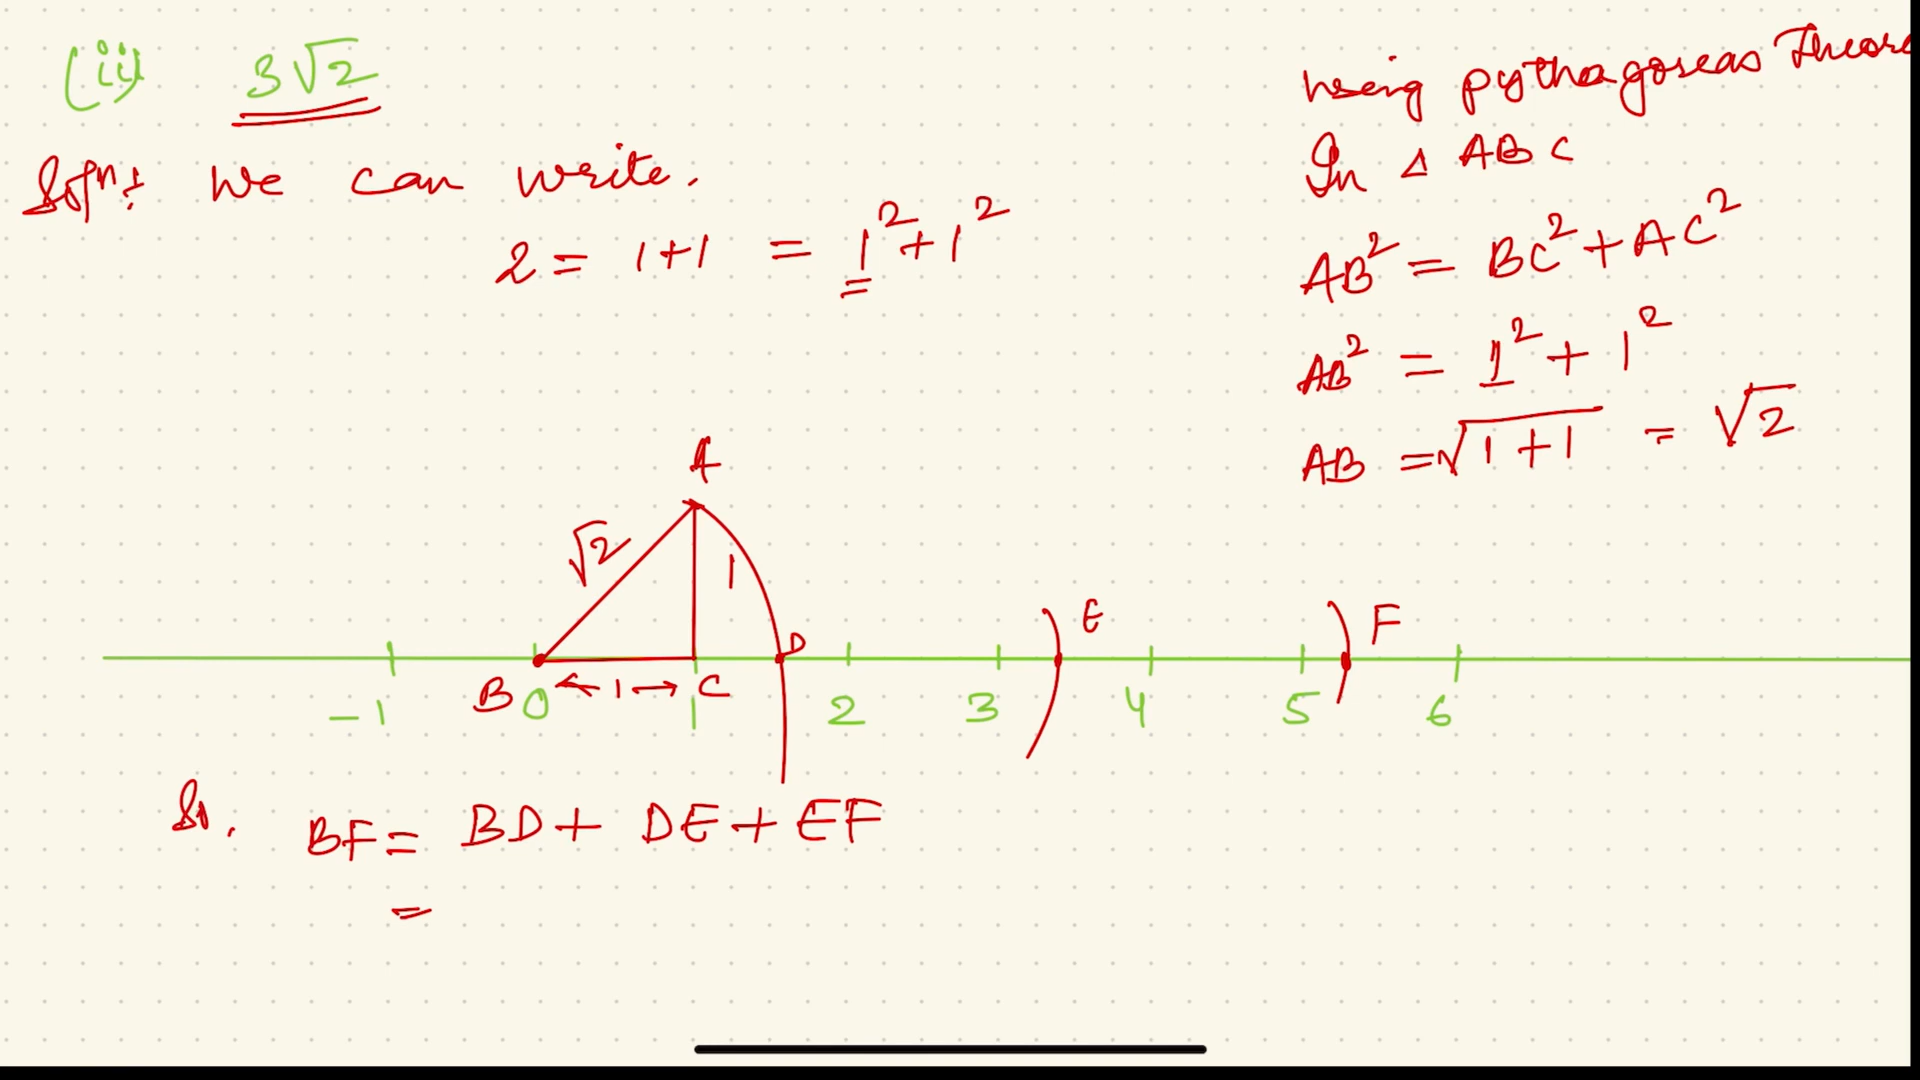 (ii) 3√2
Solⁿ: We can write.
2 = 1+1 = 1² + 1²
using pythagoreas Theore
In △ ABC
AB² = BC² + AC²
AB² = 1² + 1²
AB = √1+1 = √2
A
√2
1
D
E
F
B ← 1 → C
-1 0 1 2 3 4 5 6
So, BF = BD + DE + EF
=